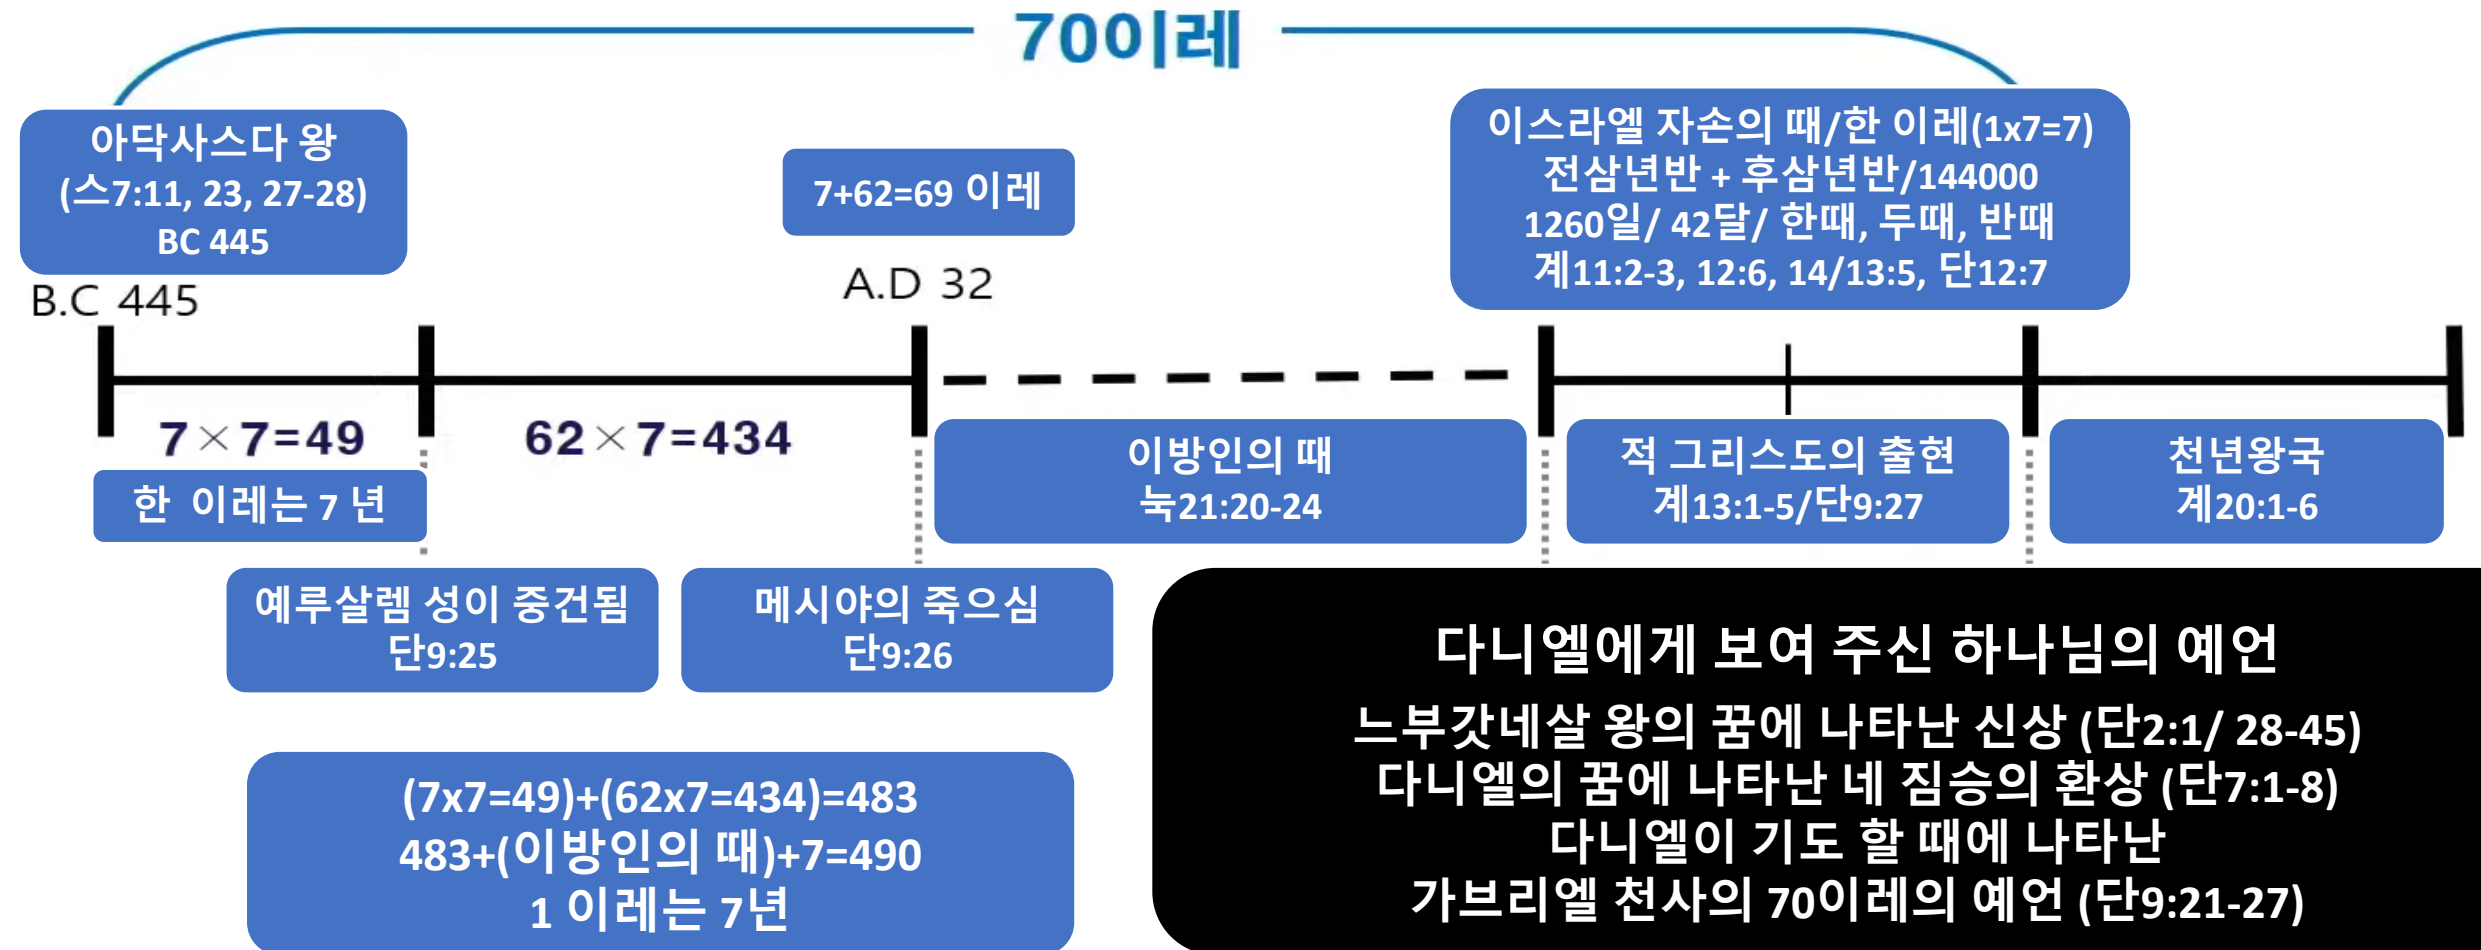 70이레
아닥사스다 왕
(스7:11, 23, 27-28)
BC 445
7+62=69 이레
이스라엘 자손의 때/한 이레(1x7=7)
전삼년반 + 후삼년반/144000
1260일/ 42달/ 한때, 두때, 반때
계11:2-3, 12:6, 14/13:5, 단12:7
B.C 445
A.D 32
7×7=49
62×7=434
한 이레는 7 년
이방인의 때
눅21:20-24
적 그리스도의 출현
계13:1-5/단9:27
천년왕국
계20:1-6
예루살렘 성이 중건됨
단9:25
메시야의 죽으심
단9:26
(7x7=49)+(62x7=434)=483
483+(이방인의 때)+7=490
1 이레는 7년
다니엘에게 보여 주신 하나님의 예언
느부갓네살 왕의 꿈에 나타난 신상 (단2:1/ 28-45)
다니엘의 꿈에 나타난 네 짐승의 환상 (단7:1-8)
다니엘이 기도 할 때에 나타난
가브리엘 천사의 70이레의 예언 (단9:21-27)